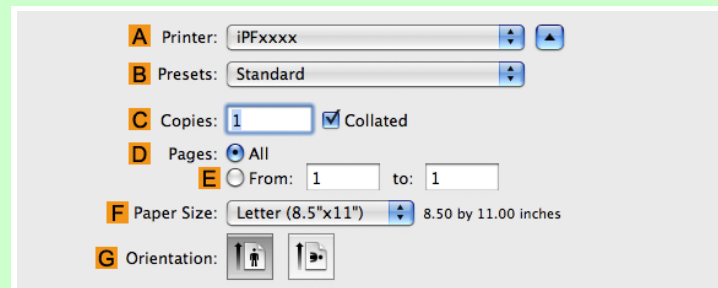 A Printer: iPFxxxx
B Presets: Standard
C Copies: 1 Collated
D Pages: All
E From: 1 to: 1
F Paper Size: Letter (8.5"x11") 8.50 by 11.00 inches
G Orientation: